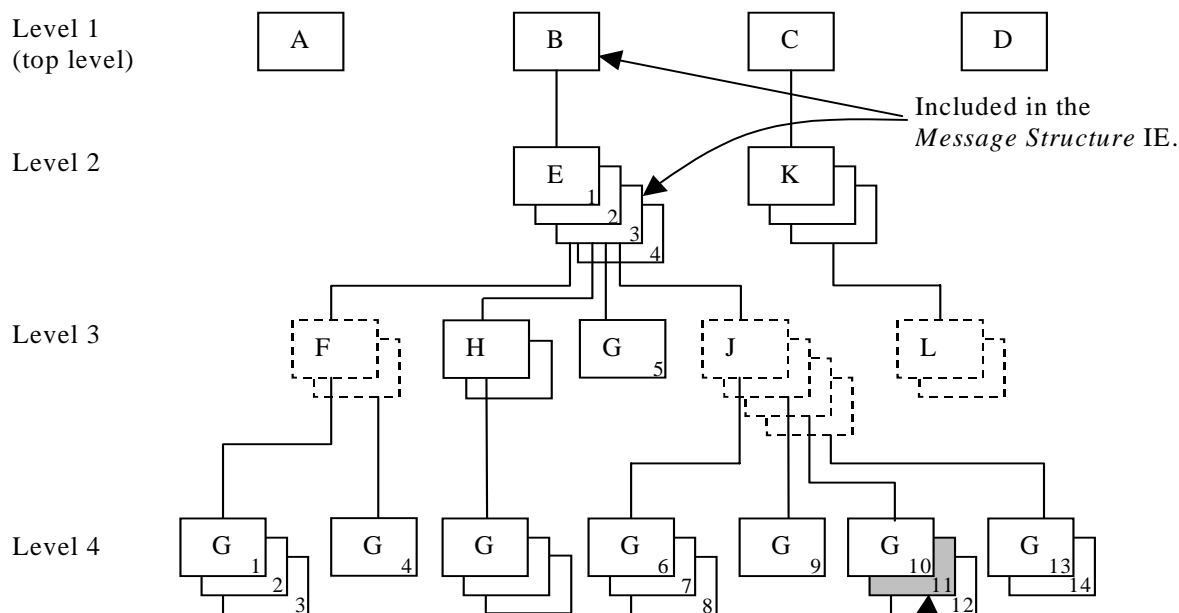 Level 1
(top level)
A
B
C
D
Included in the
Message Structure IE.
Level 2
E
1
2
3
4
K
Level 3
F
H
G
5
J
L
Level 4
G
1
2
3
G
4
G
G
6
7
8
G
9
G
10
11
12
G
13
14